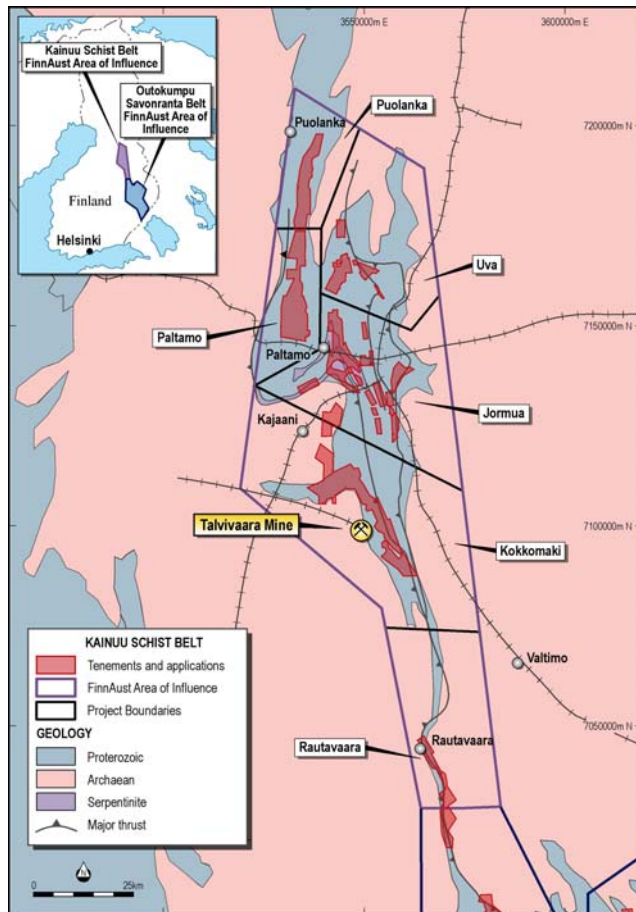 3550000m E
3600000m E
Kainuu Schist Belt
FinnAust Area of Influence
Outokumpu
Savonranta Belt
FinnAust Area of
Influence
Finland
Helsinki
Puolanka
Puolanka
7200000m N
Uva
7150000m N
Paltamo
Paltamo
Jormua
Kajaani
Talvivaara Mine
7100000m N
Kokkomaki
Valtimo
7050000m N
Rautavaara
Rautavaara
KAINUU SCHIST BELT
Tenements and applications
FinnAust Area of Influence
Project Boundaries
GEOLOGY
Proterozoic
Archaean
Serpentinite
Major thrust
N
0
25km